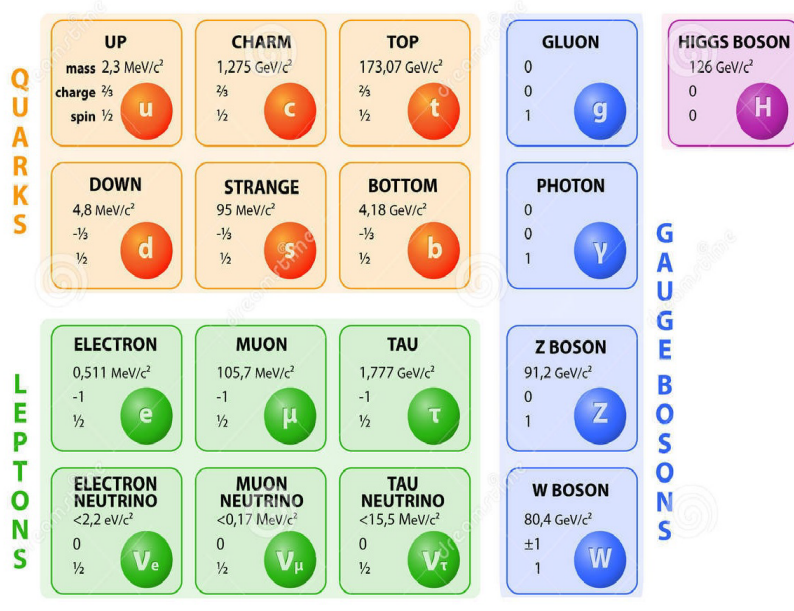 QUARKS
UP
mass 2,3 MeV/c²
charge ⅔
spin ½
u
CHARM
1,275 GeV/c²
⅔
½
c
TOP
173,07 GeV/c²
⅔
½
t
DOWN
4,8 MeV/c²
-⅓
½
d
STRANGE
95 MeV/c²
-⅓
½
s
BOTTOM
4,18 GeV/c²
-⅓
½
b
LEPTONS
ELECTRON
0,511 MeV/c²
-1
½
e
MUON
105,7 MeV/c²
-1
½
μ
TAU
1,777 GeV/c²
-1
½
τ
ELECTRON
NEUTRINO
<2,2 eV/c²
0
½
νe
MUON
NEUTRINO
<0,17 MeV/c²
0
½
νμ
TAU
NEUTRINO
<15,5 MeV/c²
0
½
ντ
GAUGE BOSONS
GLUON
0
0
1
g
PHOTON
0
0
1
γ
Z BOSON
91,2 GeV/c²
0
1
Z
W BOSON
80,4 GeV/c²
±1
1
W
HIGGS BOSON
126 GeV/c²
0
0
H
dreamstime